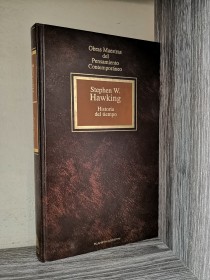 Obras Maestras
del
Pensamiento
Contemporáneo
Stephen W.
Hawking
Historia
del tiempo